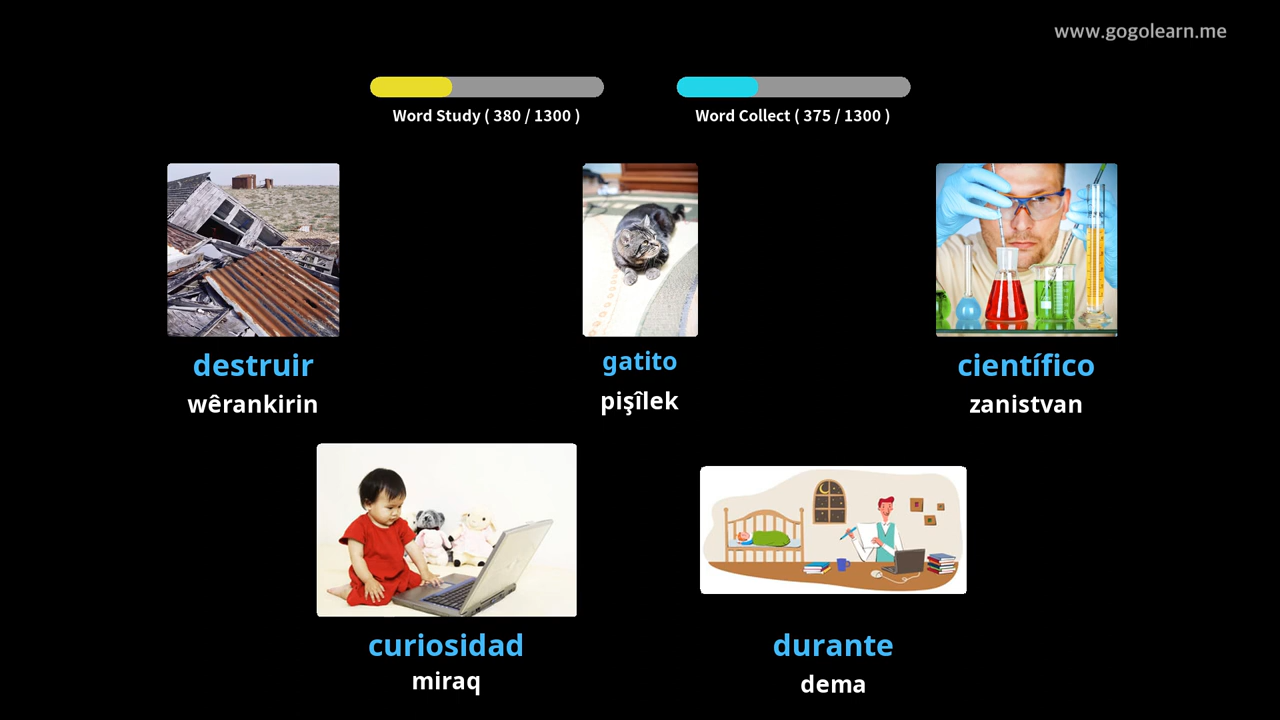 www.gogolearn.me
Word Study ( 380 / 1300 )
Word Collect ( 375 / 1300 )
destruir
wêrankirin
gatito
pişîlek
científico
zanistvan
curiosidad
miraq
durante
dema